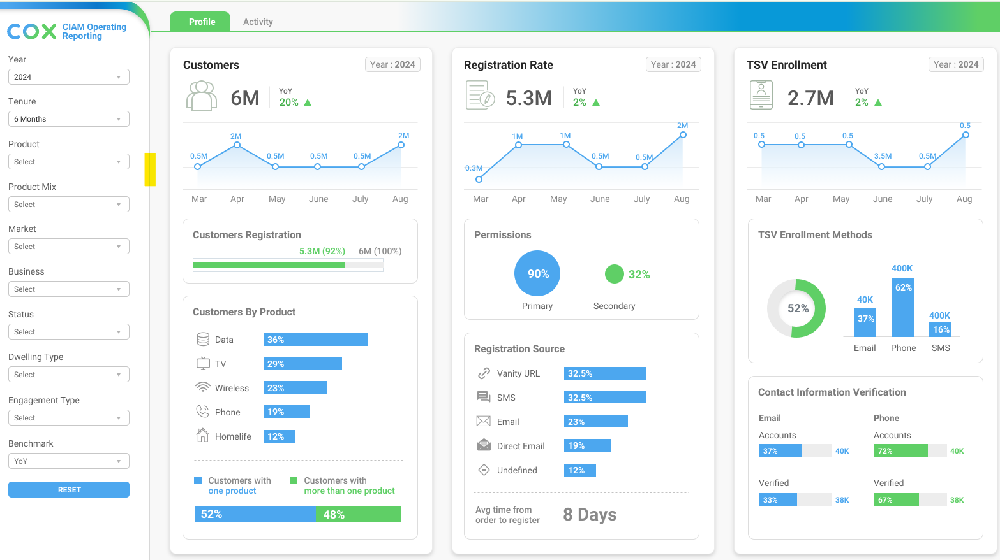 COX CIAM Operating
Reporting
Year
2024
Tenure
6 Months
Product
Select
Product Mix
Select
Market
Select
Business
Select
Status
Select
Dwelling Type
Select
Engagement Type
Select
Benchmark
YoY
RESET
Profile Activity
Customers
Year : 2024
6M
YoY
20%
2M 2M
0.5M 0.5M 0.5M 0.5M
Mar Apr May June July Aug
Customers Registration
5.3M (92%) 6M (100%)
Customers By Product
Data 36%
TV 29%
Wireless 23%
Phone 19%
Homelife 12%
Customers with
one product
Customers with
more than one product
52% 48%
Registration Rate
Year : 2024
5.3M
YoY
2%
2M
1M 1M
0.5M 0.5M
0.3M
Mar Apr May June July Aug
Permissions
90% 32%
Primary Secondary
Registration Source
Vanity URL 32.5%
SMS 32.5%
Email 23%
Direct Email 19%
Undefined 12%
Avg time from
order to register
8 Days
TSV Enrollment
Year : 2024
2.7M
YoY
2%
0.5
0.5 0.5 0.5
3.5M 0.5M
Mar Apr May June July Aug
TSV Enrollment Methods
52%
400K
62%
40K
37%
400K
16%
Email Phone SMS
Contact Information Verification
Email
Accounts
37% 40K
Verified
33% 38K
Phone
Accounts
72% 40K
Verified
67% 38K